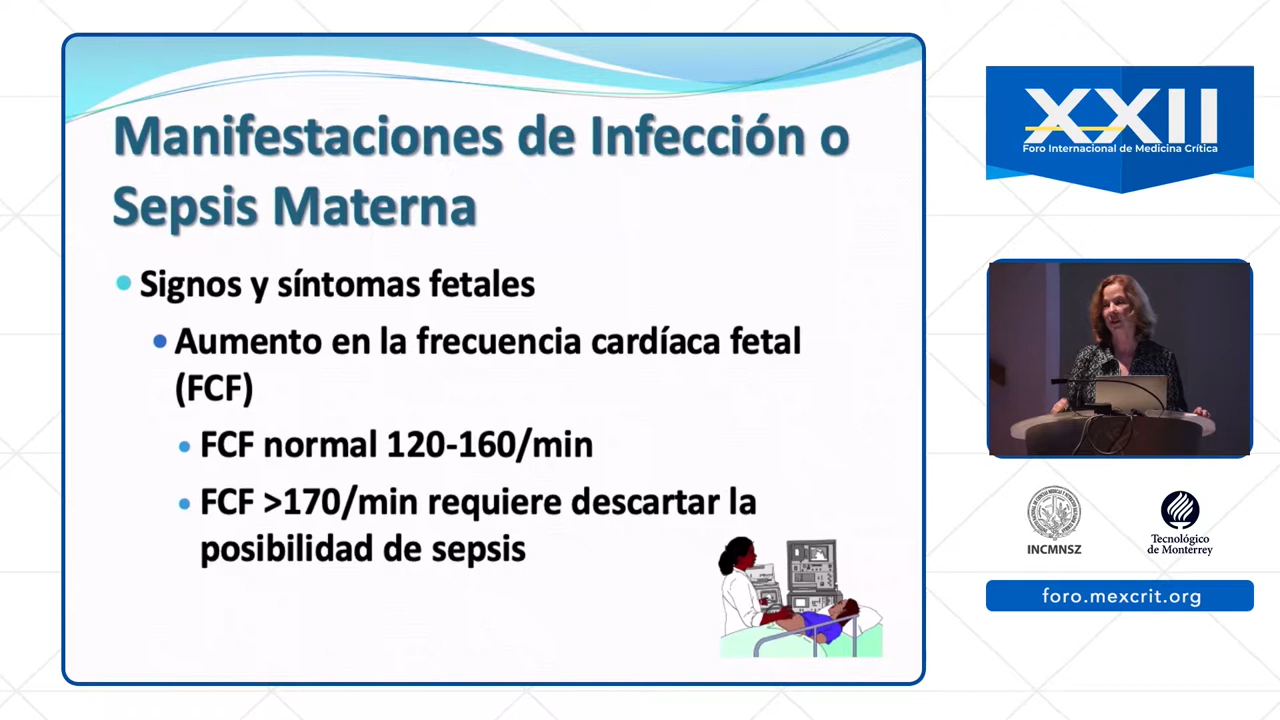 Manifestaciones de Infección o
Sepsis Materna
Signos y síntomas fetales
Aumento en la frecuencia cardíaca fetal
(FCF)
FCF normal 120-160/min
FCF >170/min requiere descartar la
posibilidad de sepsis
XXII
Foro Internacional de Medicina Crítica
INCMNSZ
Tecnológico
de Monterrey
foro.mexcrit.org